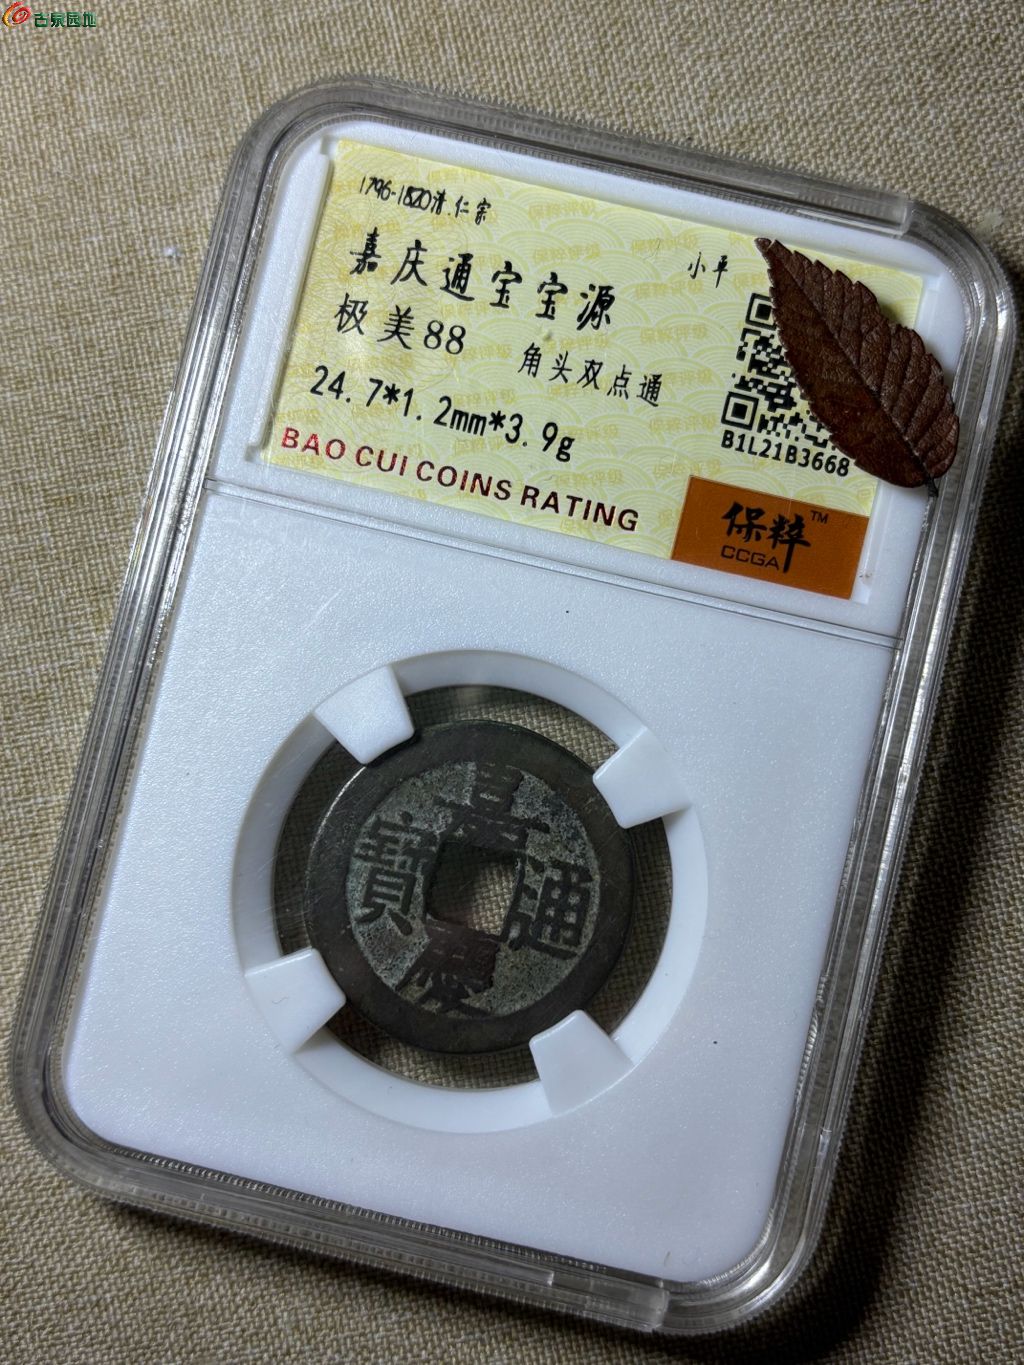 古泉园地
1796-1820清.仁宗
嘉庆通宝宝源
小平
极美88
角头双点通
24.7*1.2mm*3.9g
B1L21B3668
BAO CUI COINS RATING
保粹™
CCGA
嘉
寶 通
慶